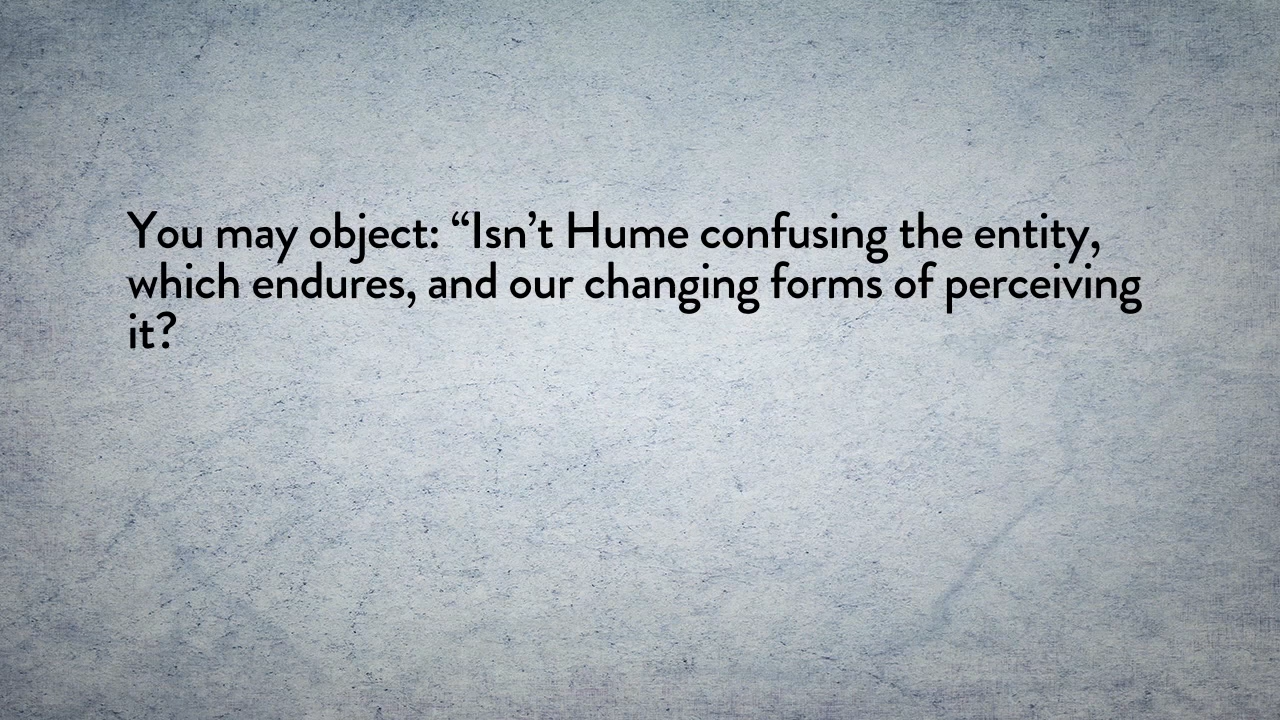 You may object: “Isn’t Hume confusing the entity,
which endures, and our changing forms of perceiving
it?